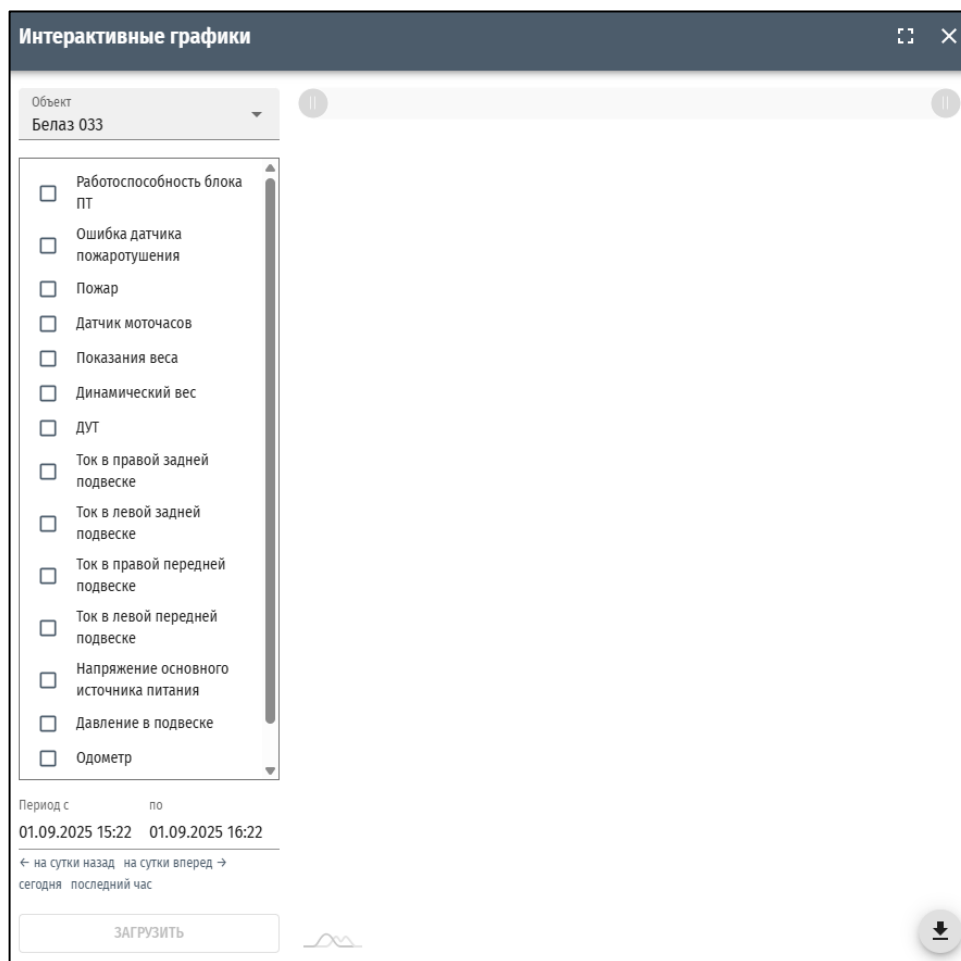 Интерактивные графики
Объект
Белаз 033
Работоспособность блока
ПТ
Ошибка датчика
пожаротушения
Пожар
Датчик моточасов
Показания веса
Динамический вес
ДУТ
Ток в правой задней
подвеске
Ток в левой задней
подвеске
Ток в правой передней
подвеске
Ток в левой передней
подвеске
Напряжение основного
источника питания
Давление в подвеске
Одометр
Период с по
01.09.2025 15:22 01.09.2025 16:22
← на сутки назад на сутки вперед →
сегодня последний час
ЗАГРУЗИТЬ